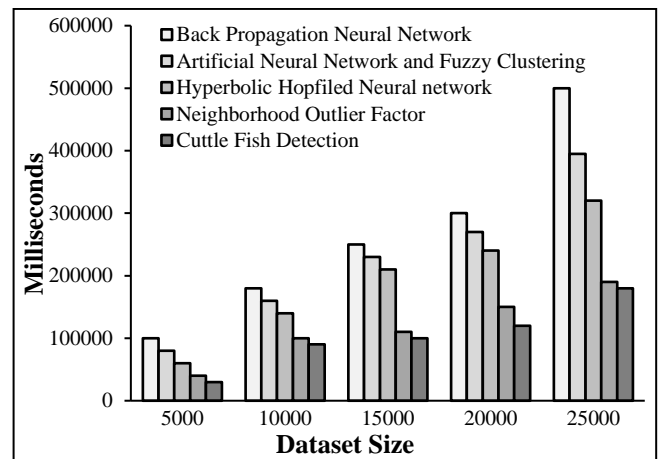 600000
500000
400000
300000
200000
100000
0
Milliseconds
Back Propagation Neural Network
Artificial Neural Network and Fuzzy Clustering
Hyperbolic Hopfiled Neural network
Neighborhood Outlier Factor
Cuttle Fish Detection
5000 10000 15000 20000 25000
Dataset Size